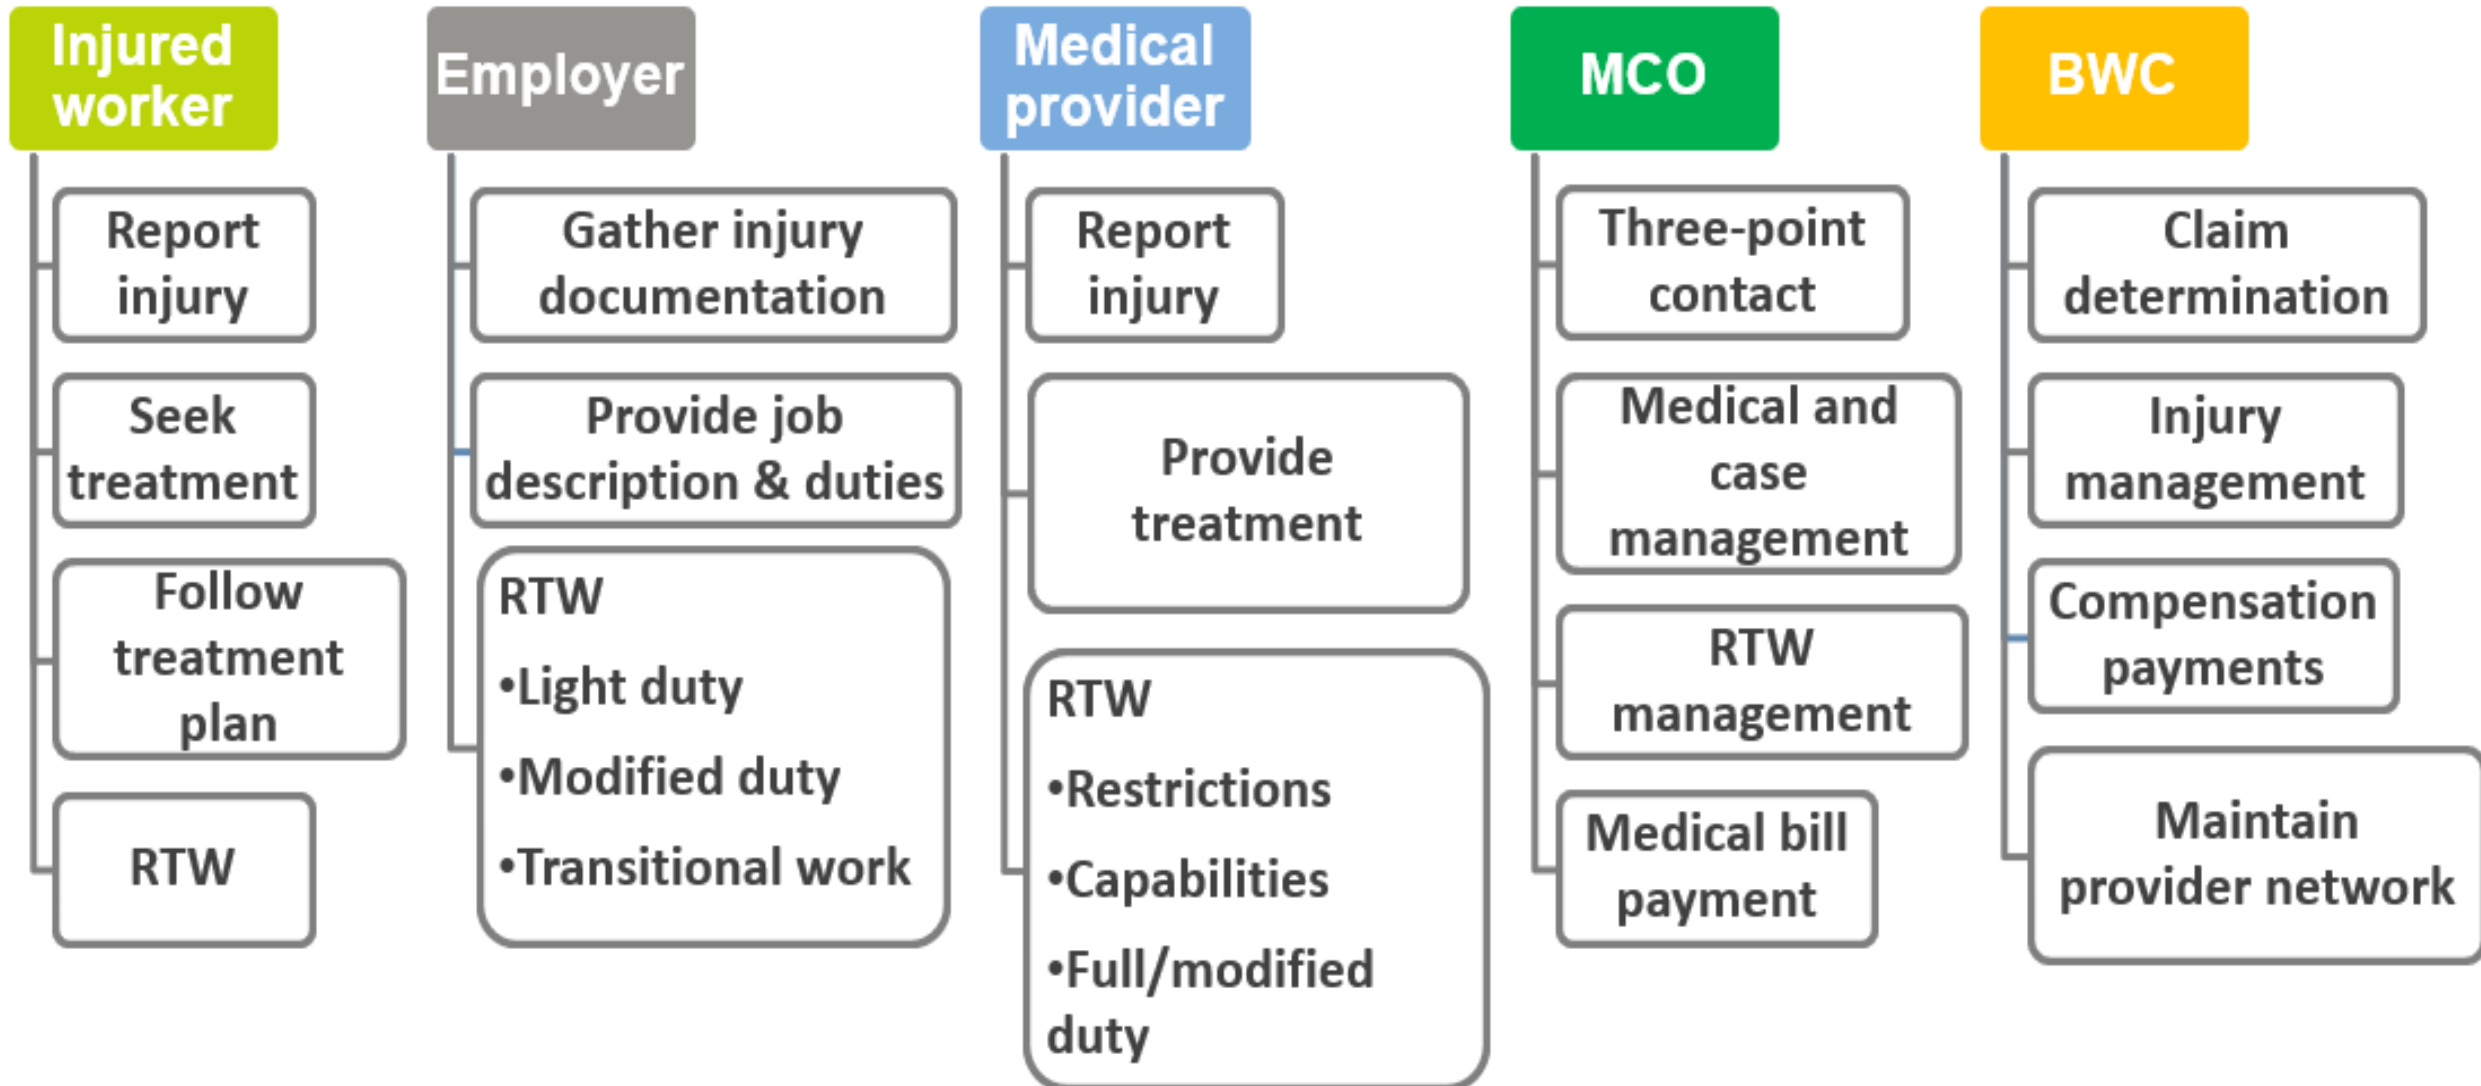 Injured
worker
Report
injury
Seek
treatment
Follow
treatment
plan
RTW
Employer
Gather injury
documentation
Provide job
description & duties
RTW
•Light duty
•Modified duty
•Transitional work
Medical
provider
Report
injury
Provide
treatment
RTW
•Restrictions
•Capabilities
•Full/modified
duty
MCO
Three-point
contact
Medical and
case
management
RTW
management
Medical bill
payment
BWC
Claim
determination
Injury
management
Compensation
payments
Maintain
provider network